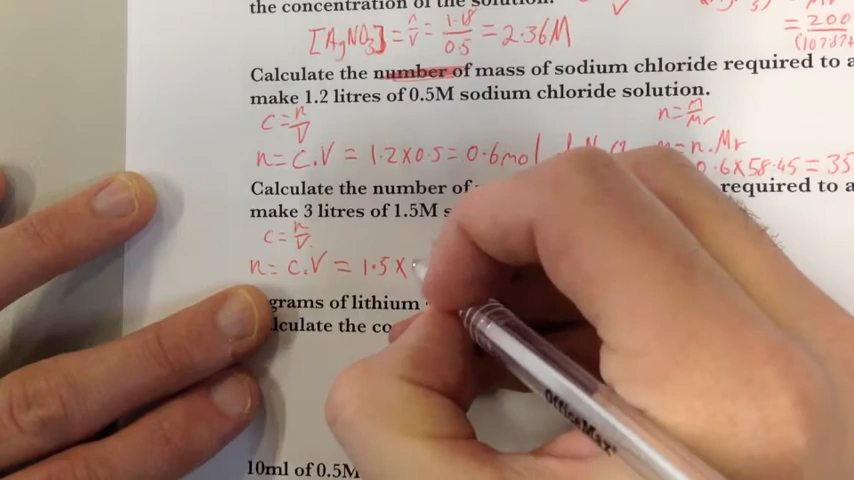 the concentration of the solution.
[AgNO3] = n/V = 1.18/0.5 = 2.36M
= 200
(107.87+
Calculate the number of mass of sodium chloride required to a
make 1.2 litres of 0.5M sodium chloride solution.
c = n/V
n = m/Mr
n = C.V = 1.2 x 0.5 = 0.6mol
= n.Mr
0.6 x 58.45 = 35
Calculate the number of required to a
make 3 litres of 1.5M s
c = n/V.
n = C.V = 1.5 x
grams of lithium
lculate the co
10ml of 0.5M
OfficeMax